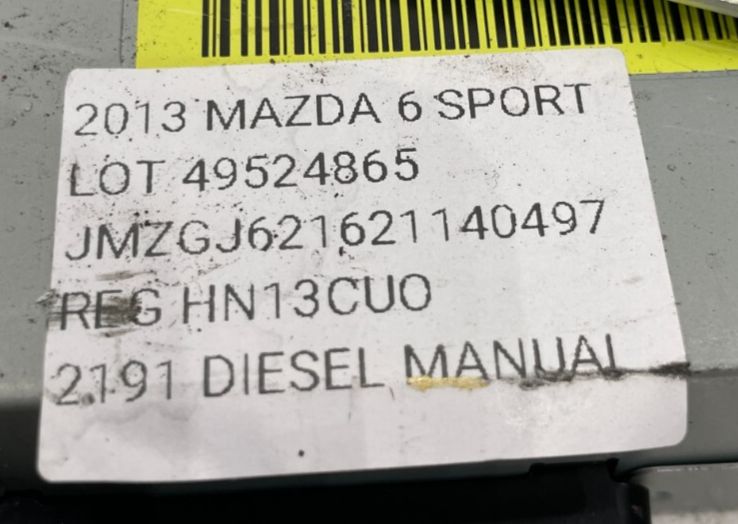 2013 MAZDA 6 SPORT
LOT 49524865
JMZGJ621621140497
REG HN13CUO
2191 DIESEL MANUAL